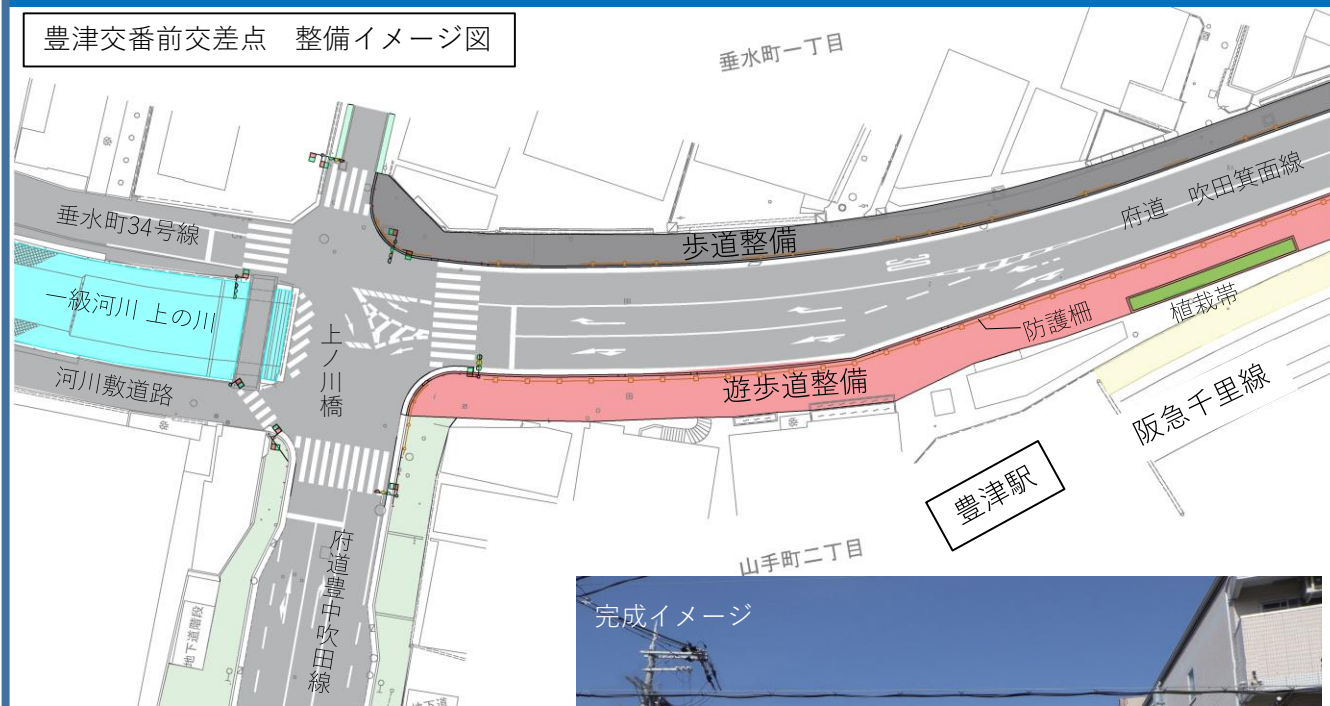 豊津交番前交差点　整備イメージ図
垂水町一丁目
府道　吹田箕面線
垂水町34号線
歩道整備
一級河川 上の川
上ノ川橋
防護柵
植栽帯
河川敷道路
遊歩道整備
阪急千里線
豊津駅
山手町二丁目
府道豊中吹田線
地下道階段
完成イメージ